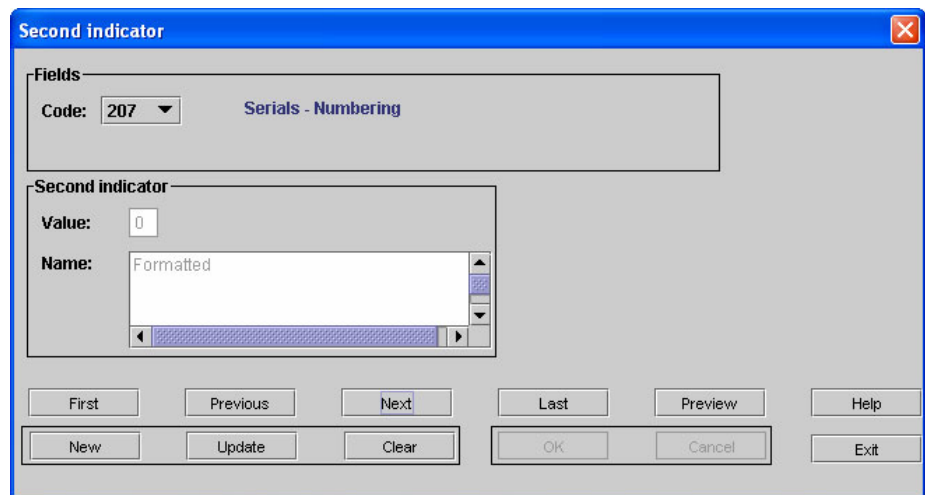 Second indicator
Fields
Code: 207 Serials - Numbering
Second indicator
Value: 0
Name: Formatted
First Previous Next Last Preview Help
New Update Clear OK Cancel Exit